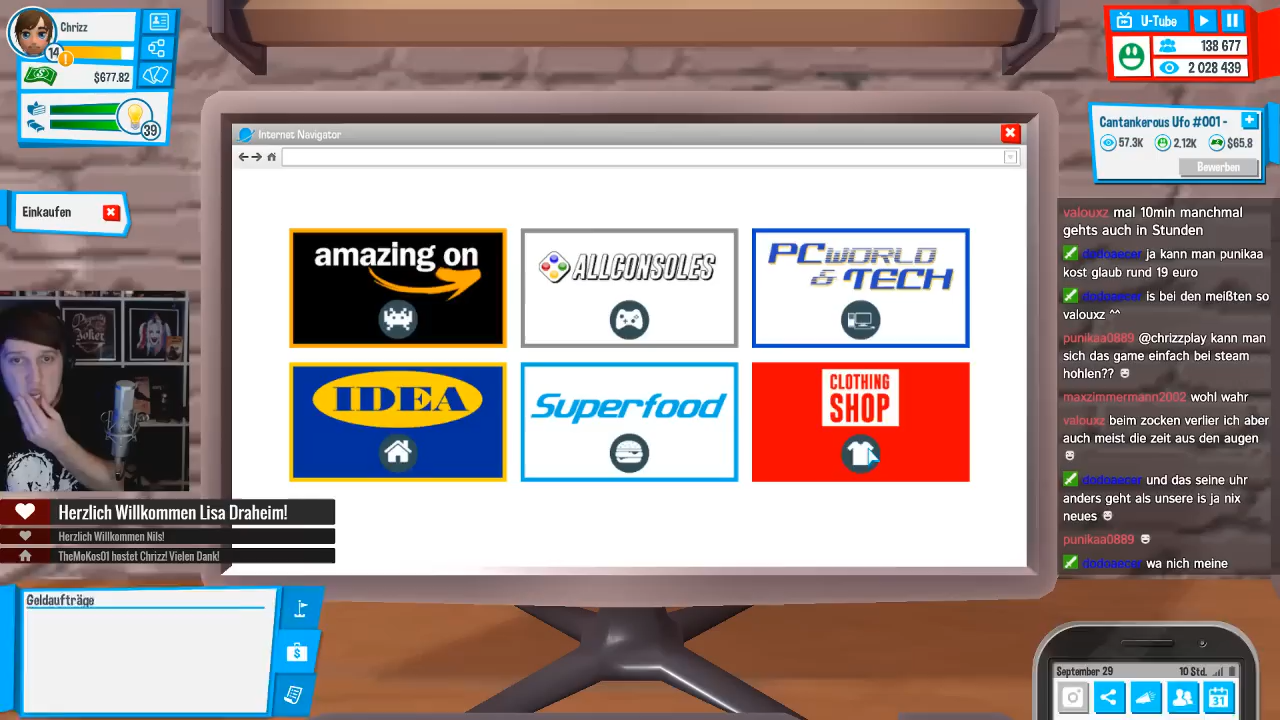 Chrizz
14
$677.82
39
Einkaufen
Internet Navigator
amazing on
ALLCONSOLES
PC WORLD
& TECH
IDEA
Superfood
CLOTHING
SHOP
U-Tube
138 677
2 028 439
Cantankerous Ufo #001 -
57.3K
2,12K
$65.8
Bewerben
valouxz mal 10min manchmal
gehts auch in Stunden
dodoaecer ja kann man punikaa
kost glaub rund 19 euro
dodoaecer is bei den meißten so
valouxz ^^
punikaa0889 @chrizzplay kann man
sich das game einfach bei steam
hohlen??
maxzimmermann2002 wohl wahr
valouxz beim zocken verlier ich aber
auch meist die zeit aus den augen
dodoaecer und das seine uhr
anders geht als unsere is ja nix
neues
punikaa0889
dodoaecer wa nich meine
Herzlich Willkommen Lisa Draheim!
Herzlich Willkommen Nils!
TheMoKos01 hostet Chrizz! Vielen Dank!
Geldaufträge
September 29
10 Std.
31